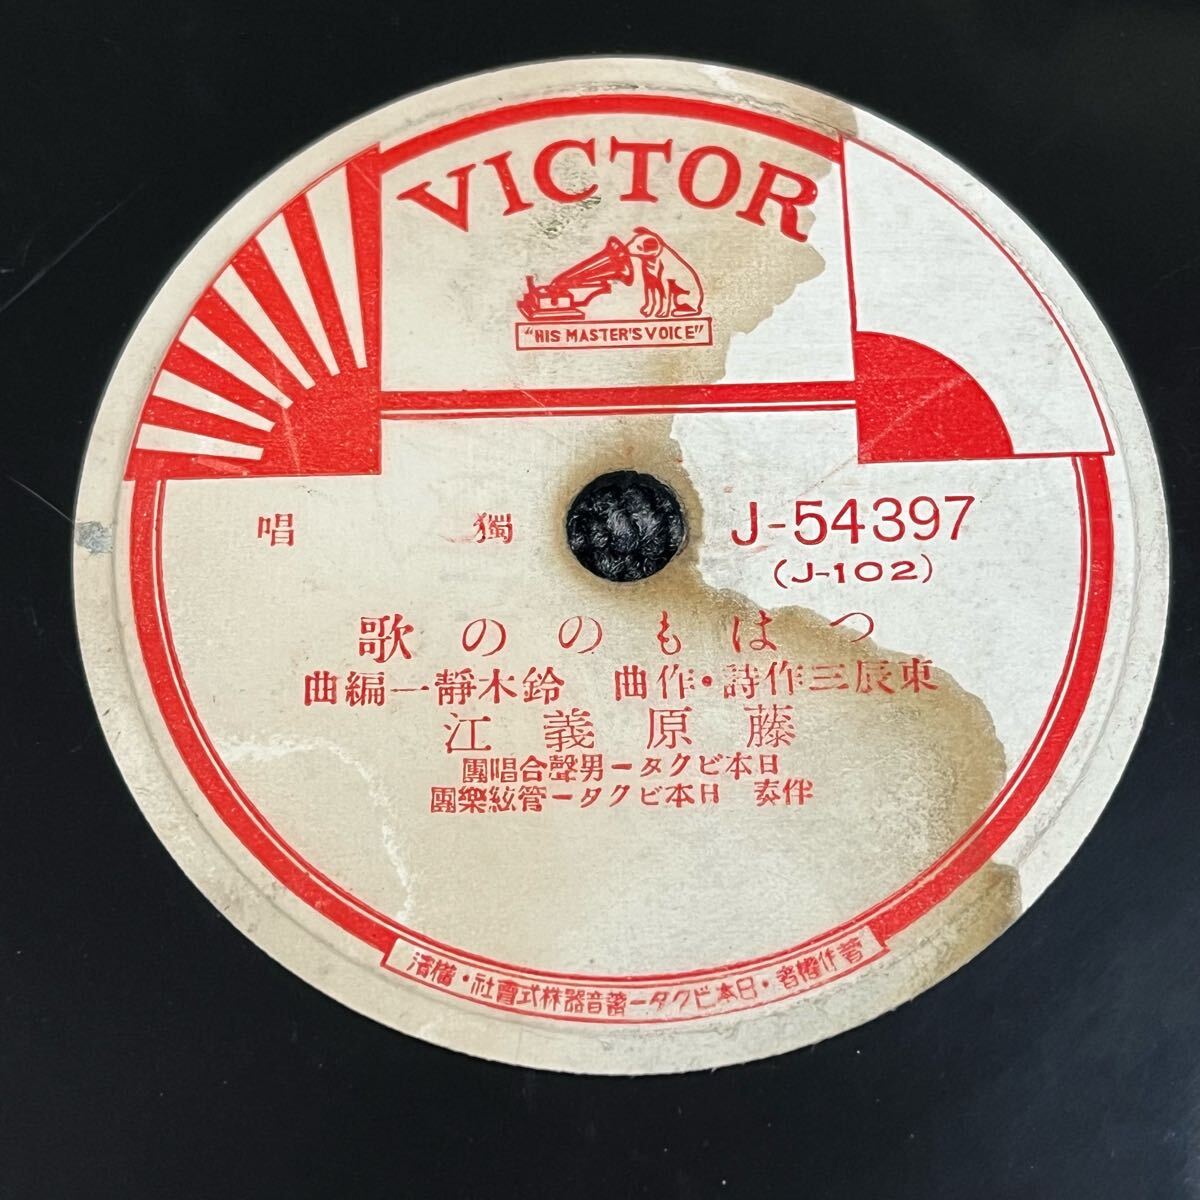 VICTOR
"HIS MASTER'S VOICE"
獨唱
J-54397
(J-102)
つはものの歌
東辰三作詩・作曲 鈴木靜一編曲
藤原義江
日本ビクター男聲合唱團
伴奏 日本ビクター管絃樂團
著作權者・日本ビクター蓄音器株式會社・橫濱